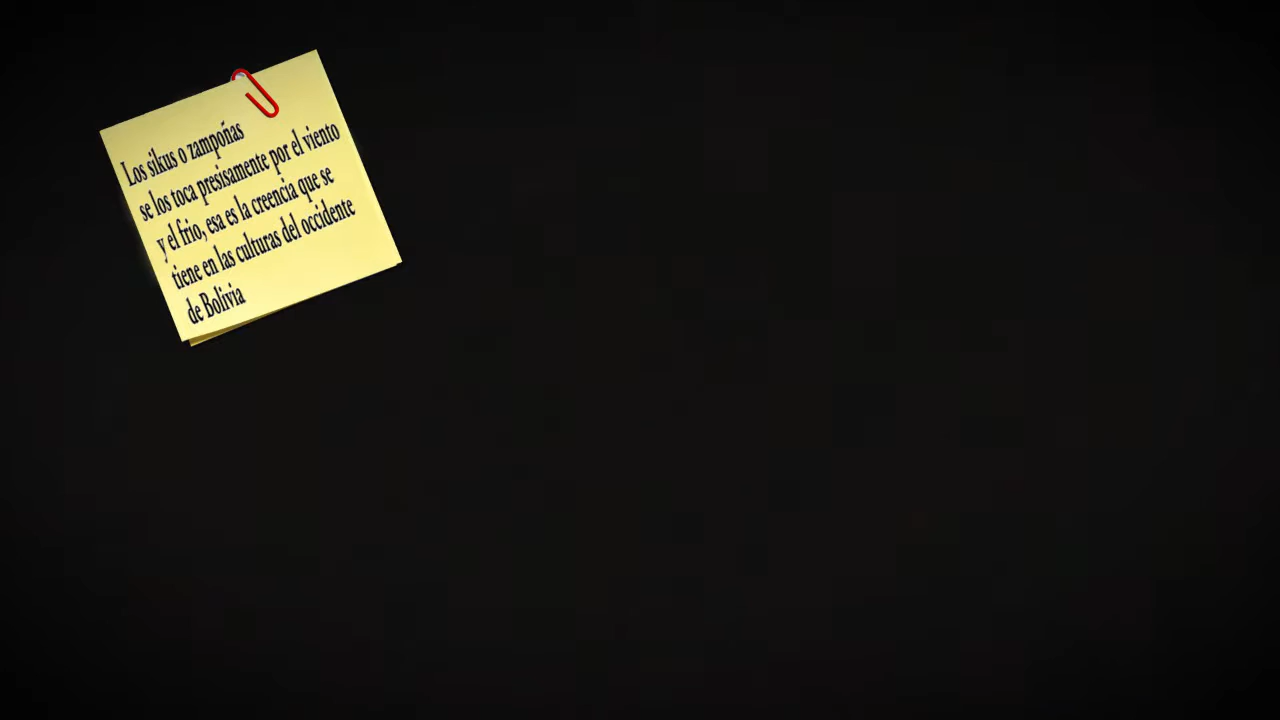 Los sikus o zampoñas
se los toca presisamente por el viento
y el frio, esa es la creencia que se
tiene en las culturas del occidente
de Bolivia